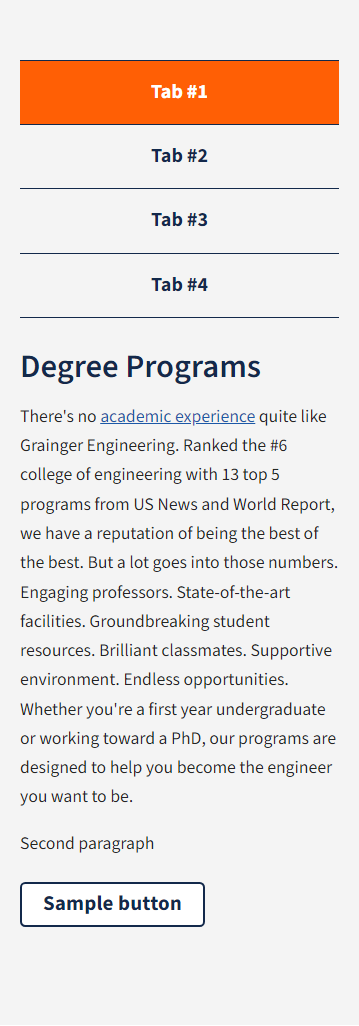 Tab #1
Tab #2
Tab #3
Tab #4
Degree Programs
There's no academic experience quite like
Grainger Engineering. Ranked the #6
college of engineering with 13 top 5
programs from US News and World Report,
we have a reputation of being the best of
the best. But a lot goes into those numbers.
Engaging professors. State-of-the-art
facilities. Groundbreaking student
resources. Brilliant classmates. Supportive
environment. Endless opportunities.
Whether you're a first year undergraduate
or working toward a PhD, our programs are
designed to help you become the engineer
you want to be.
Second paragraph
Sample button